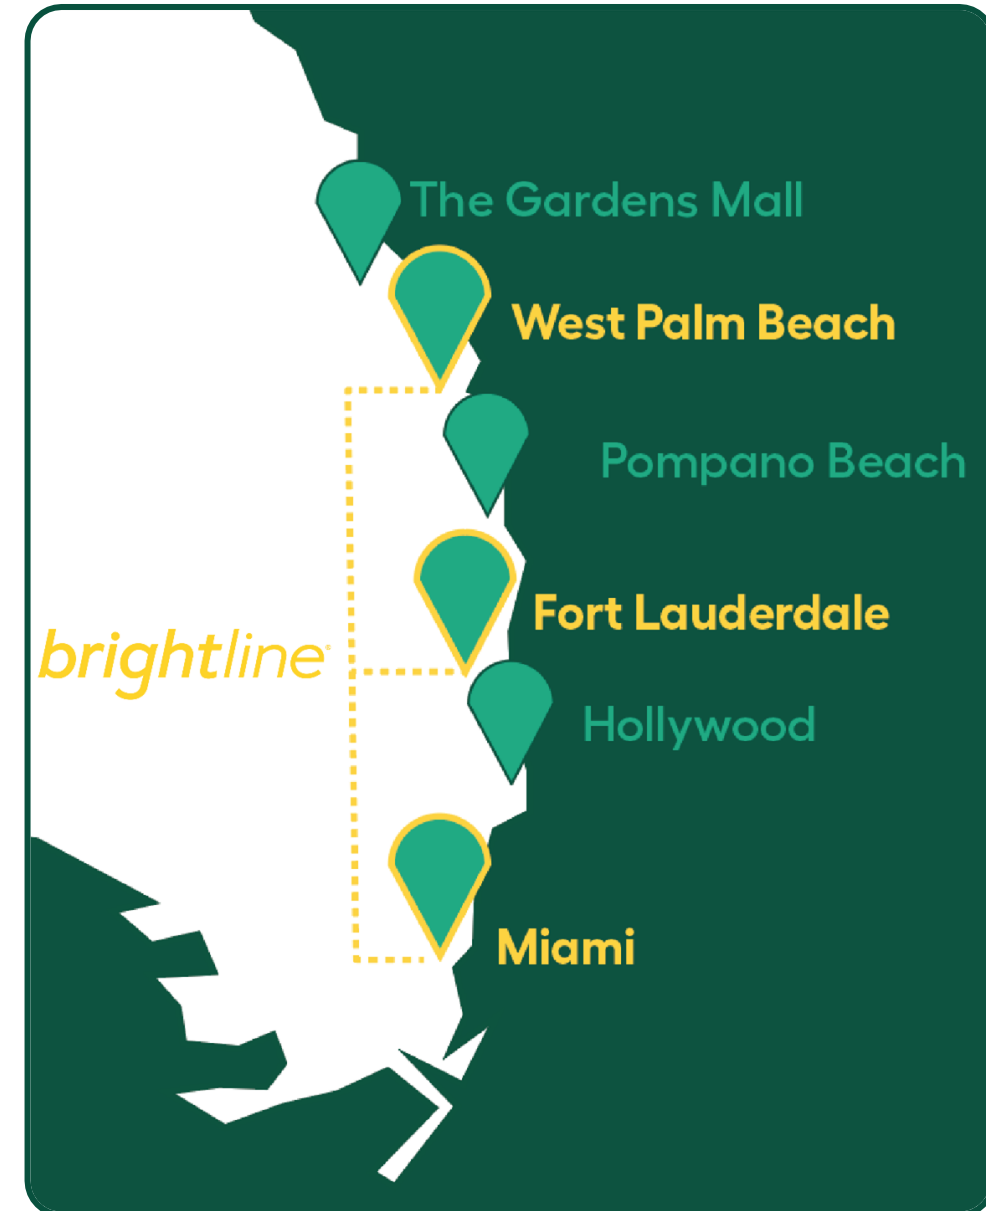 The Gardens Mall
West Palm Beach
Pompano Beach
Fort Lauderdale
brightline
Hollywood
Miami